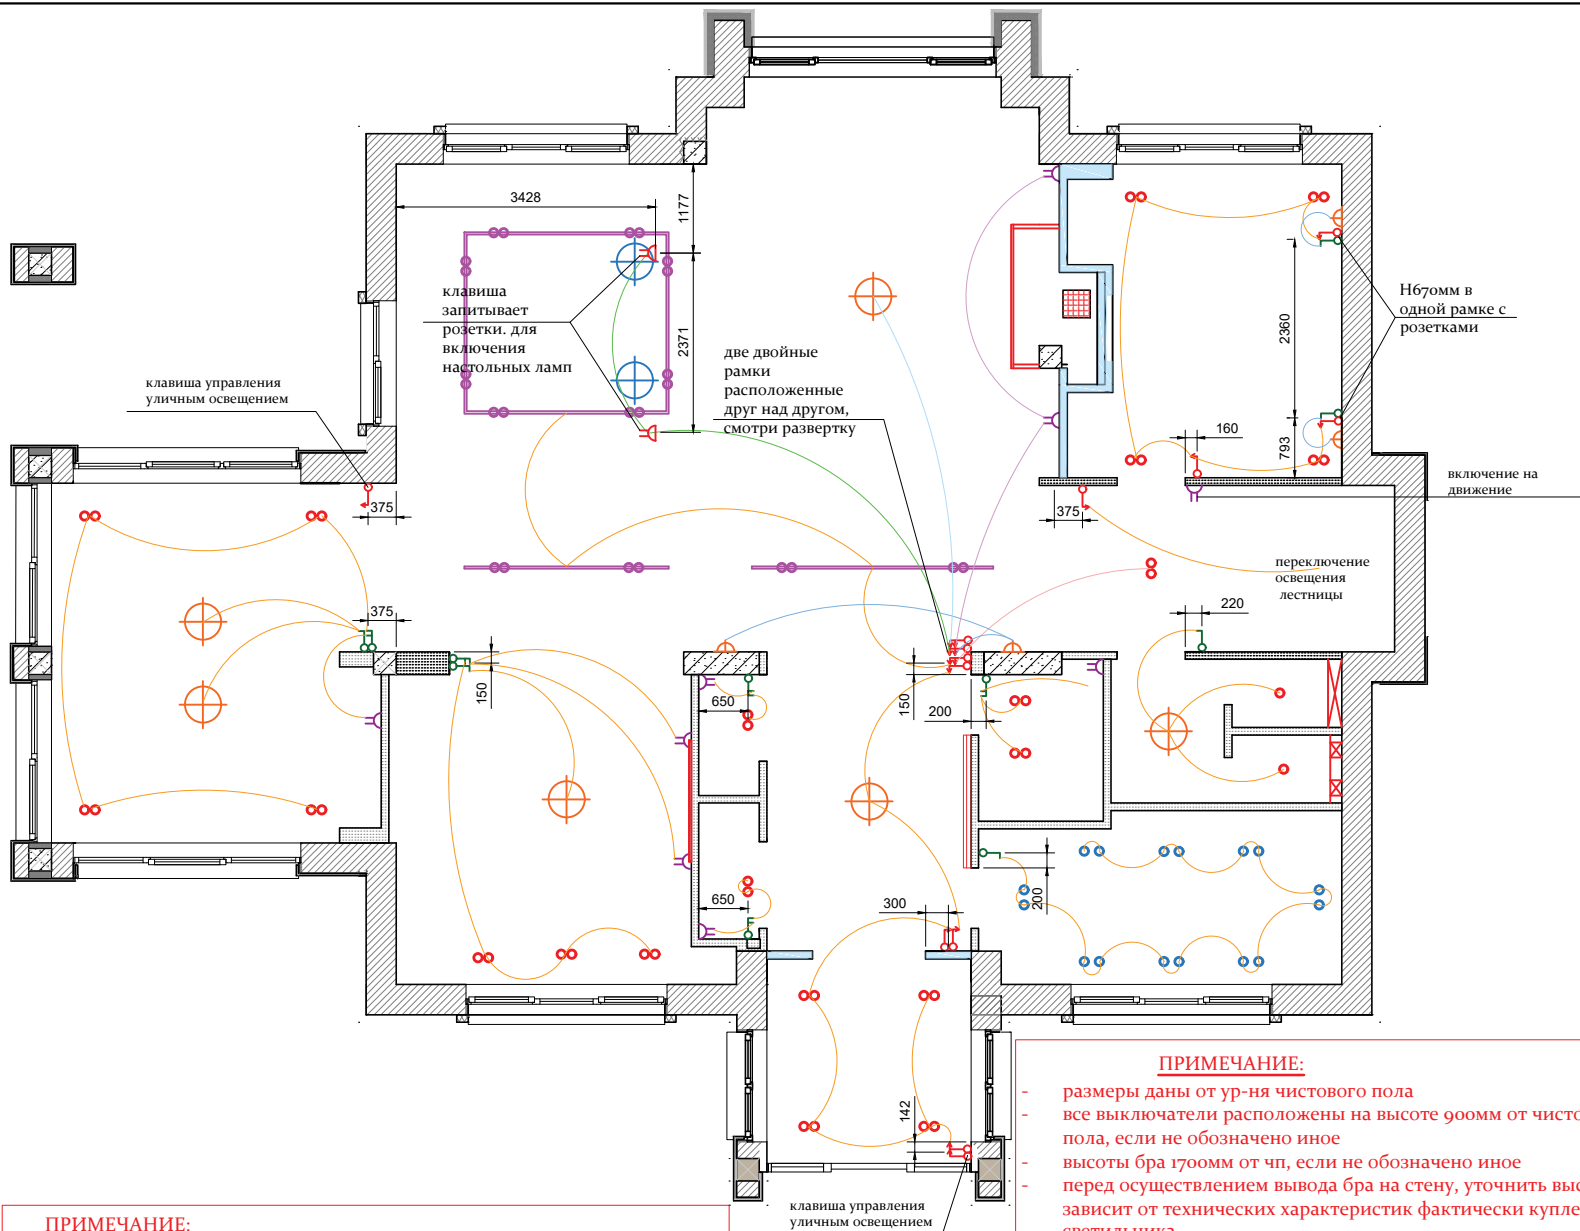 3428
1177
клавиша
запитывает
розетки. для
включения
настольных ламп
2371
две двойные
рамки
расположенные
друг над другом,
смотри развертку
клавиша управления
уличным освещением
H670мм в
одной рамке с
розетками
2360
793
160
включение на
движение
375
375
переключение
освещения
лестницы
220
375
150
650
150
200
650
300
200
142
клавиша управления
уличным освещением
ПРИМЕЧАНИЕ:
- размеры даны от ур-ня чистового пола
- все выключатели расположены на высоте 900мм от чисто
пола, если не обозначено иное
- высоты бра 1700мм от чп, если не обозначено иное
- перед осуществлением вывода бра на стену, уточнить выс
зависит от технических характеристик фактически купле
светильника
ПРИМЕЧАНИЕ: